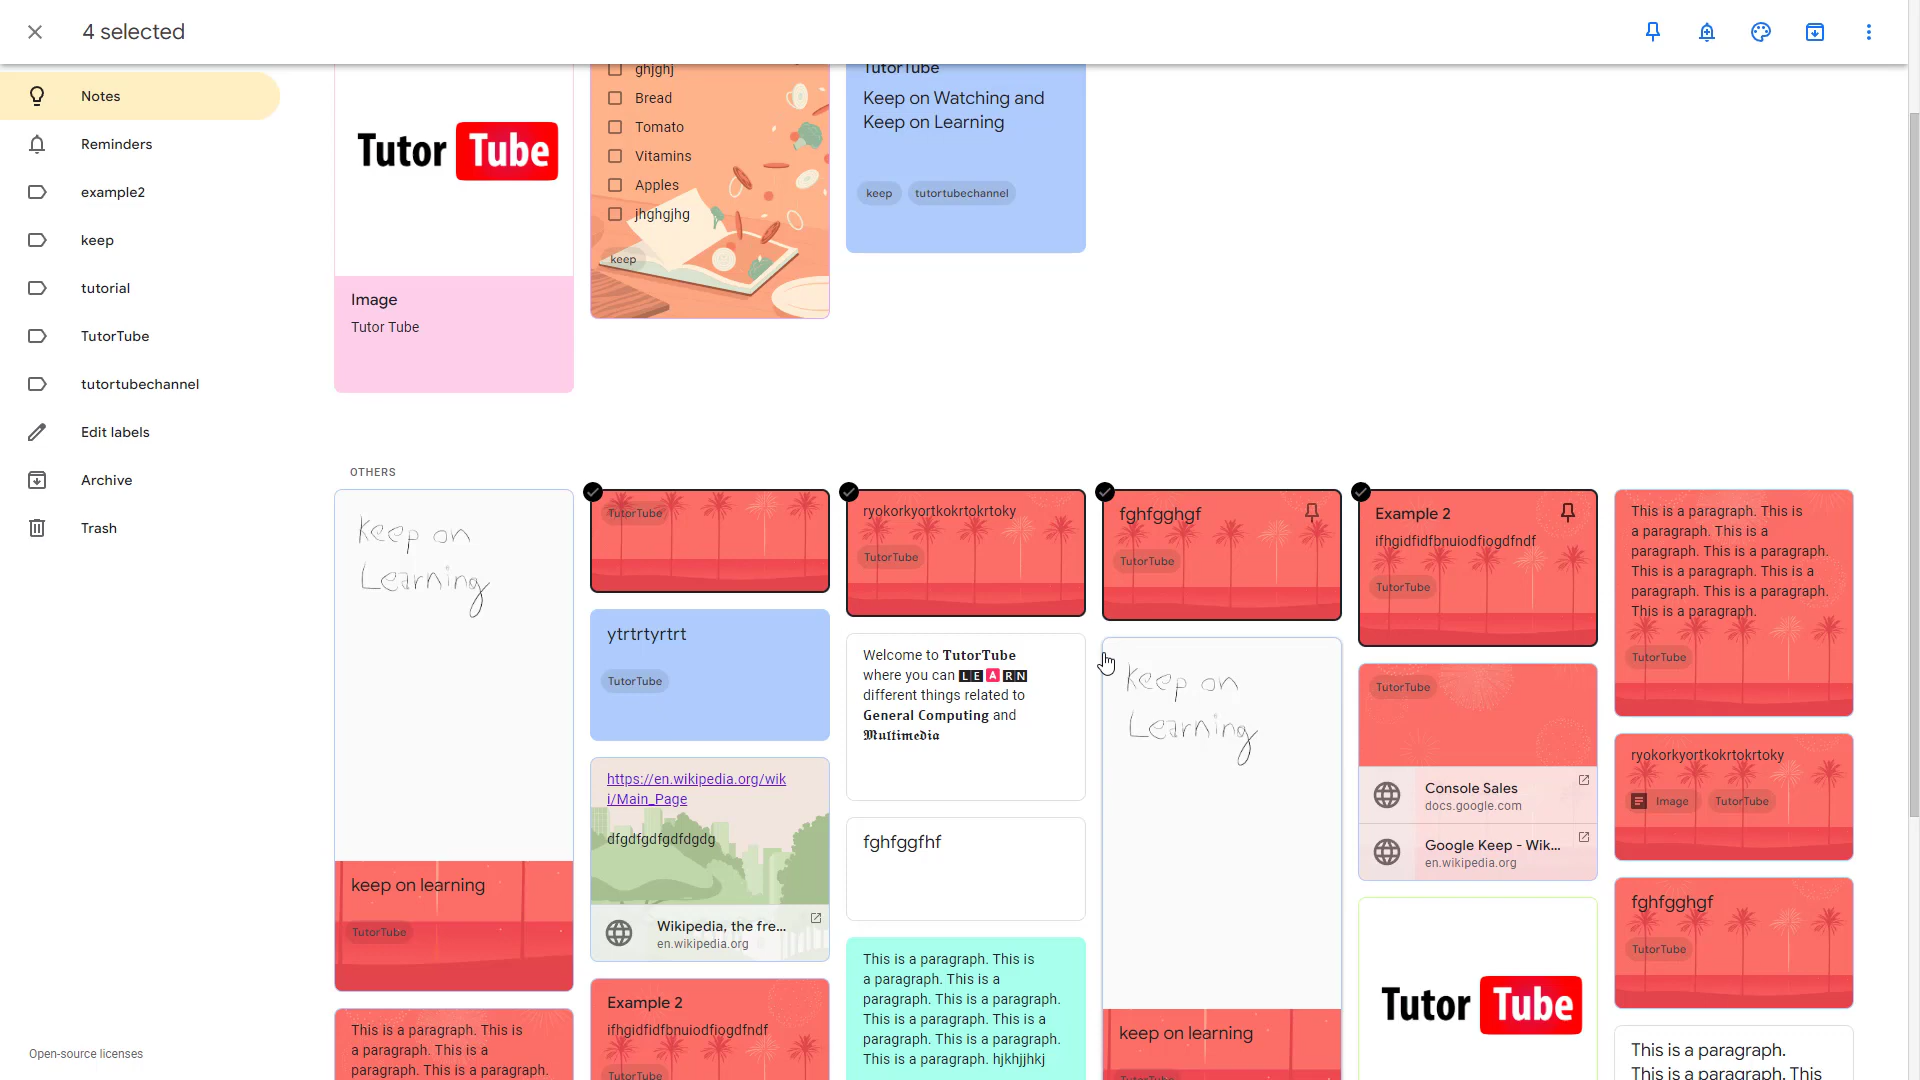 4 selected
Notes
Reminders
example2
keep
tutorial
TutorTube
tutortubechannel
Edit labels
Archive
Trash
Open-source licenses
Tutor Tube
Image
Tutor Tube
ghjghj
Bread
Tomato
Vitamins
Apples
jhghgjhg
keep
TutorTube
Keep on Watching and
Keep on Learning
keep
tutortubechannel
OTHERS
Keep on
Learning
keep on learning
TutorTube
This is a paragraph. This is
a paragraph. This is a
paragraph. This is a paragraph.
TutorTube
ytrtrtyrtrt
TutorTube
https://en.wikipedia.org/wik
i/Main_Page
dfgdfgdfgdfdgdg
Wikipedia, the fre...
en.wikipedia.org
Example 2
ifhgidfidfbnuiodfiogdfndf
TutorTube
ryokorkyortkokrtokrtoky
TutorTube
Welcome to TutorTube
where you can LEARN
different things related to
General Computing and
Multimedia
fghfggfhf
This is a paragraph. This is
a paragraph. This is a
paragraph. This is a paragraph.
This is a paragraph. This is a
paragraph. This is a paragraph.
This is a paragraph. hjkhjjhkj
fghfgghgf
TutorTube
Keep on
Learning
keep on learning
TutorTube
Example 2
ifhgidfidfbnuiodfiogdfndf
TutorTube
TutorTube
Console Sales
docs.google.com
Google Keep - Wik...
en.wikipedia.org
Tutor Tube
This is a paragraph. This is
a paragraph. This is a
paragraph. This is a paragraph.
This is a paragraph. This is a
paragraph. This is a paragraph.
This is a paragraph.
TutorTube
ryokorkyortkokrtokrtoky
Image
TutorTube
fghfgghgf
TutorTube
This is a paragraph.
This is a paragraph. This